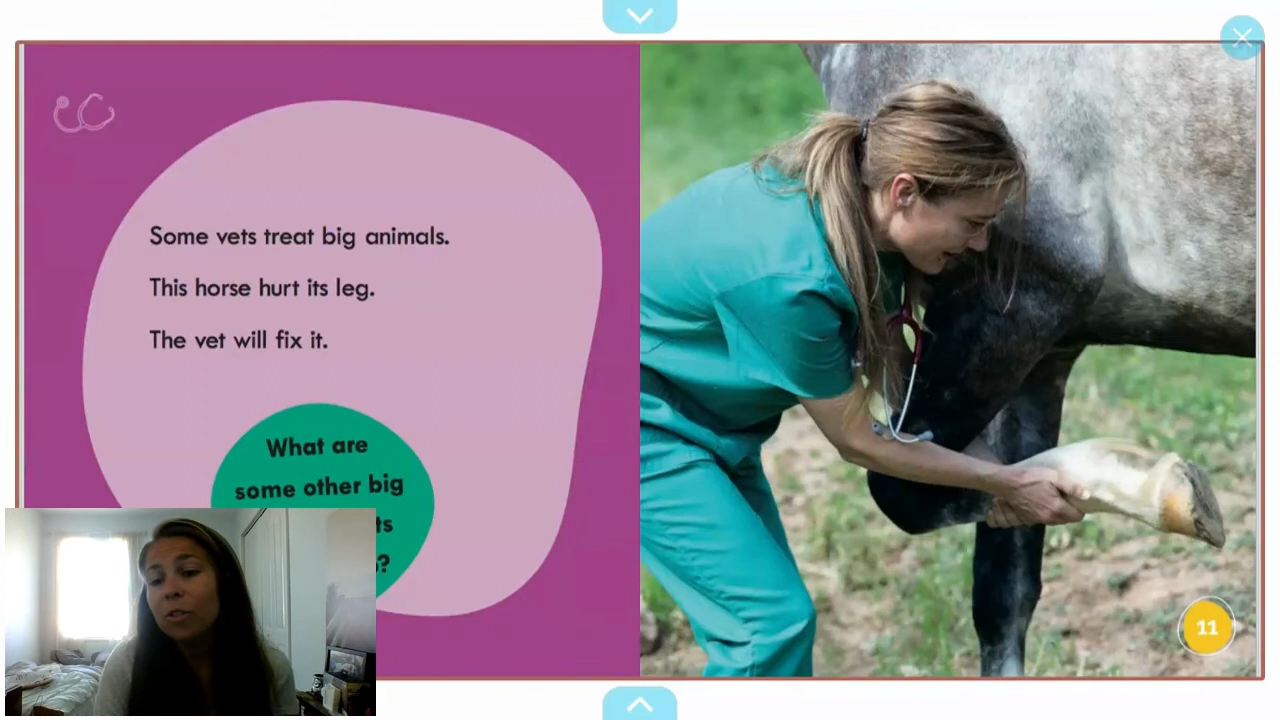 Some vets treat big animals.
This horse hurt its leg.
The vet will fix it.
What are
some other big
11